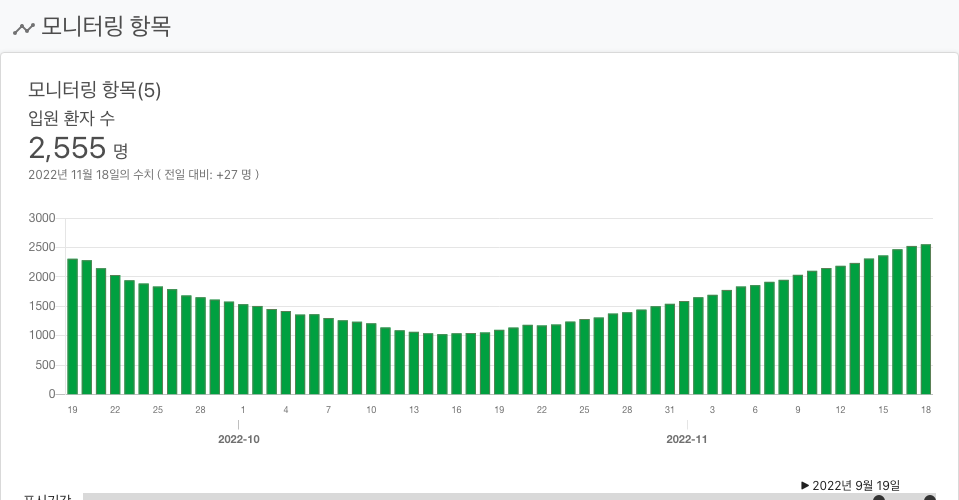 모니터링 항목
모니터링 항목(5)
입원 환자 수
2,555 명
2022년 11월 18일의 수치 ( 전일 대비: +27 명 )
3000
2500
2000
1500
1000
500
0
19 22 25 28 1 4 7 10 13 16 19 22 25 28 31 3 6 9 12 15 18
2022-10 2022-11
▶ 2022년 9월 19일